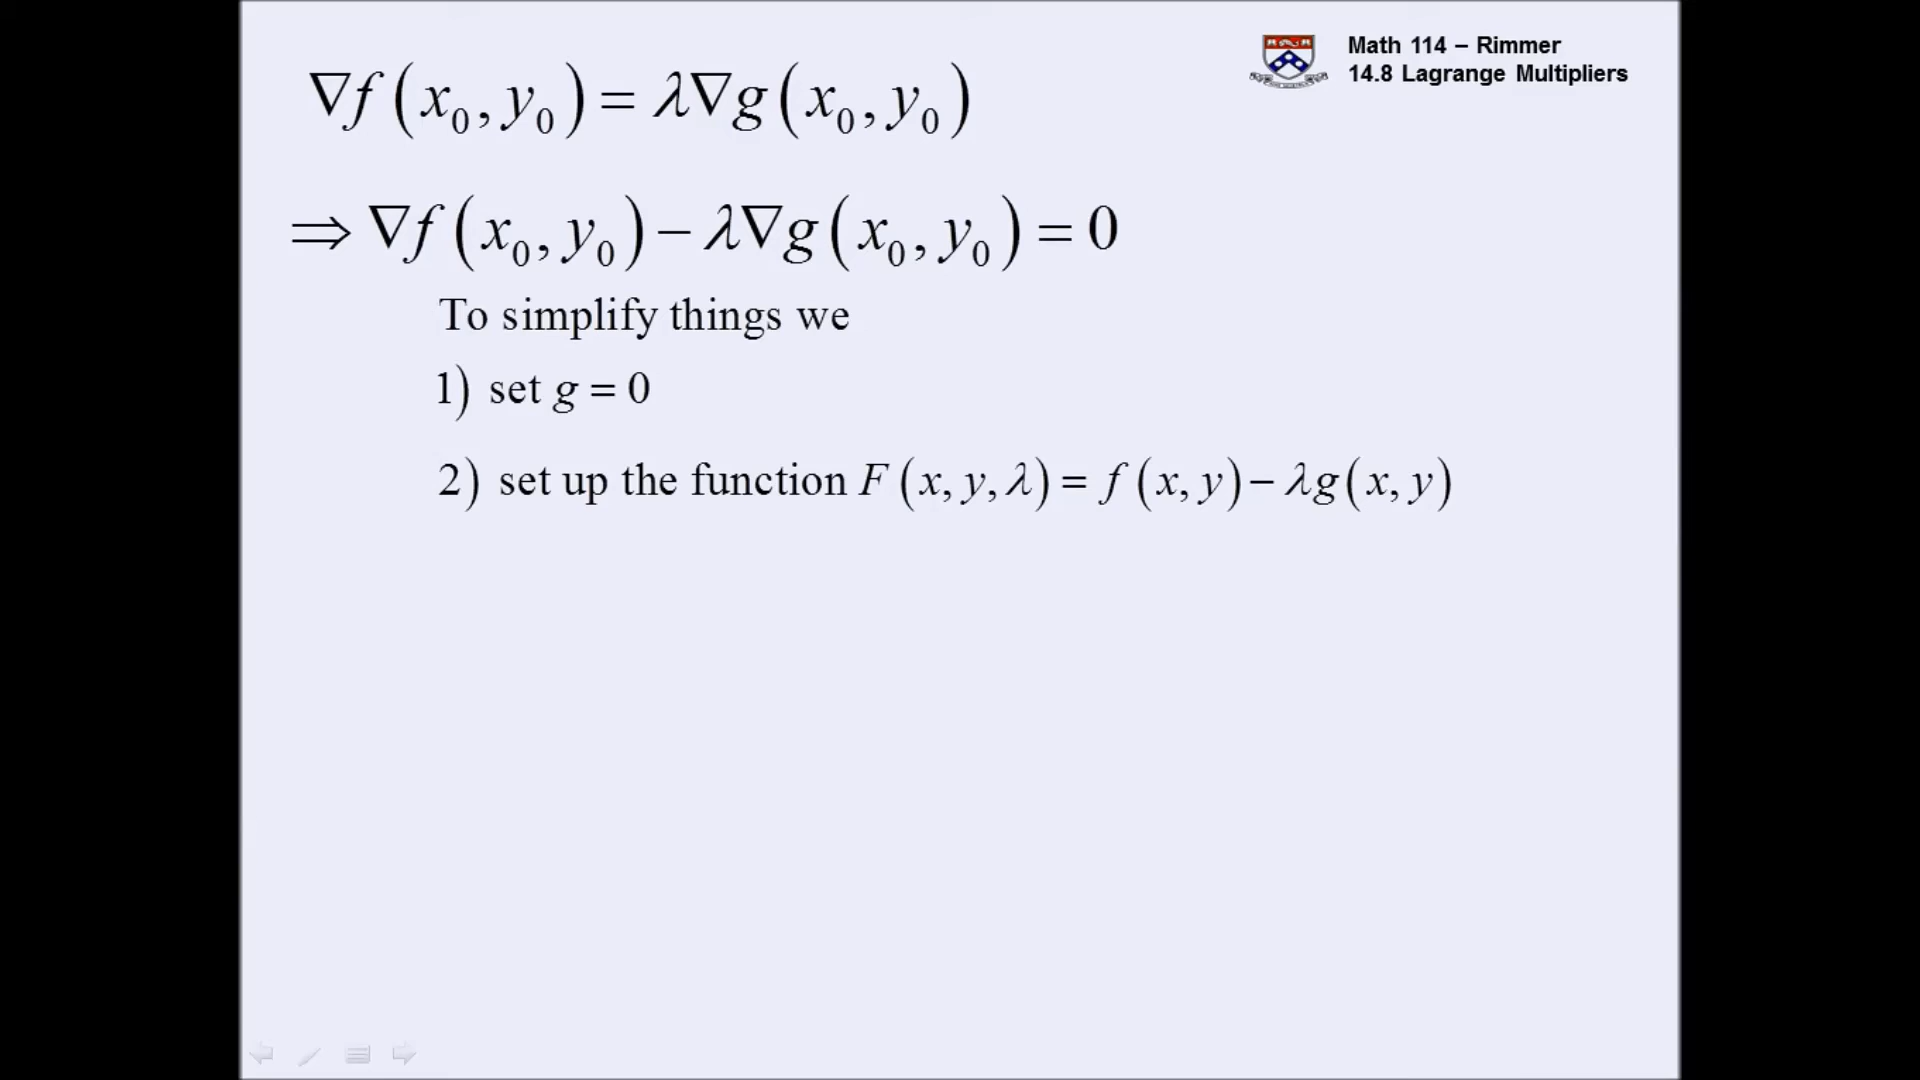 Math 114 – Rimmer
14.8 Lagrange Multipliers
∇f(x₀, y₀) = λ∇g(x₀, y₀)
⇒ ∇f(x₀, y₀) − λ∇g(x₀, y₀) = 0
To simplify things we
1) set g = 0
2) set up the function F(x, y, λ) = f(x, y) − λg(x, y)